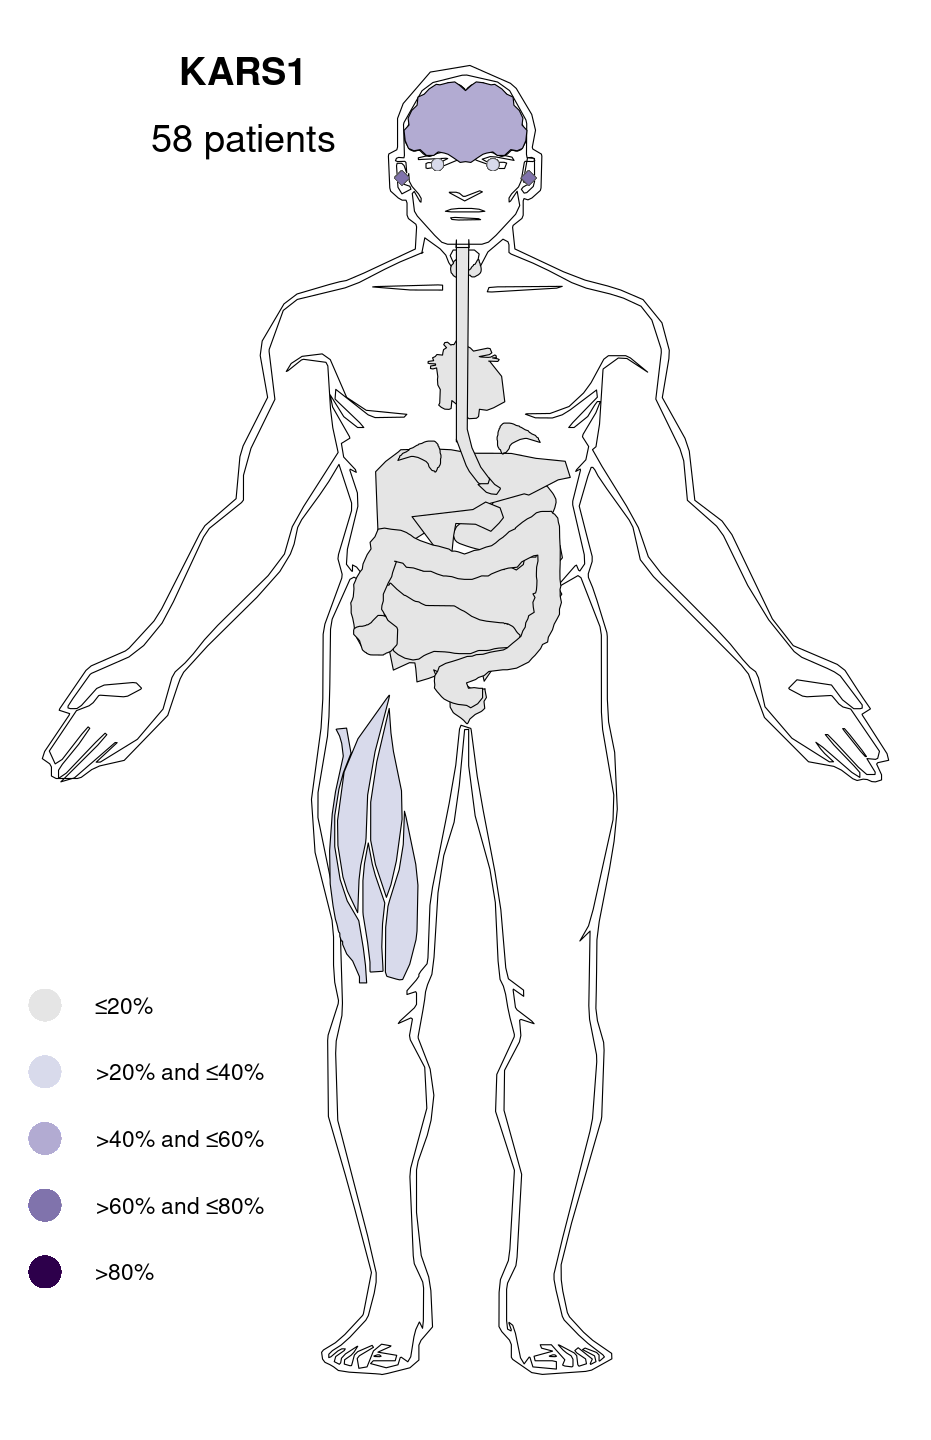 KARS1
58 patients
≤20%
>20% and ≤40%
>40% and ≤60%
>60% and ≤80%
>80%